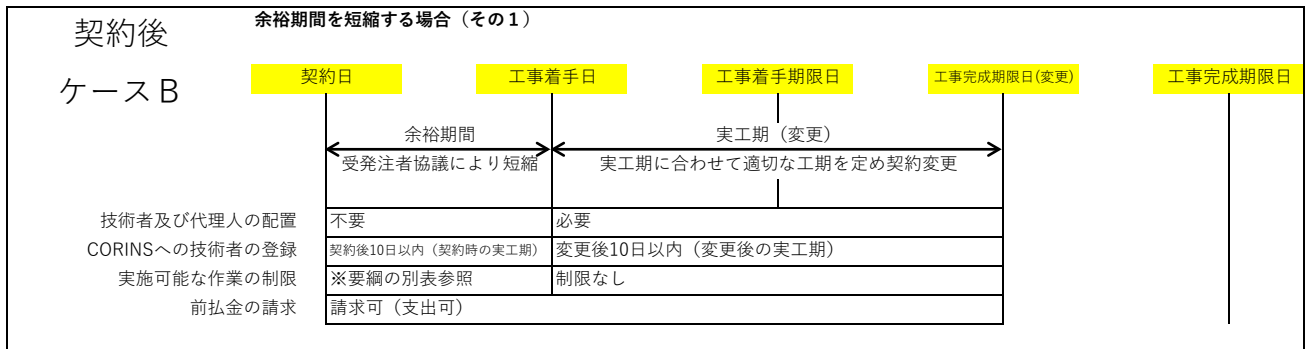 契約後
余裕期間を短縮する場合（その１）
ケースＢ
契約日 工事着手日 工事着手期限日 工事完成期限日(変更) 工事完成期限日
余裕期間 実工期（変更）
受発注者協議により短縮 実工期に合わせて適切な工期を定め契約変更
技術者及び代理人の配置 不要 必要
CORINSへの技術者の登録 契約後10日以内（契約時の実工期） 変更後10日以内（変更後の実工期）
実施可能な作業の制限 ※要綱の別表参照 制限なし
前払金の請求 請求可（支出可）